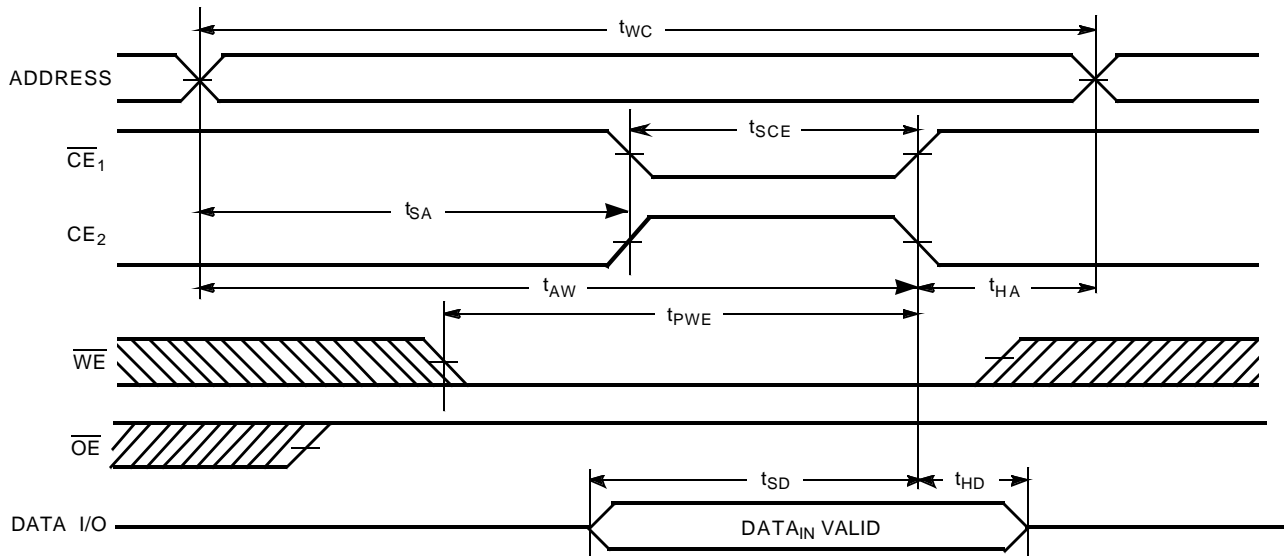 tWC
ADDRESS
tSCE
CE1
tSA
CE2
tAW
tHA
tPWE
WE
OE
tSD
tHD
DATA I/O
DATAIN VALID